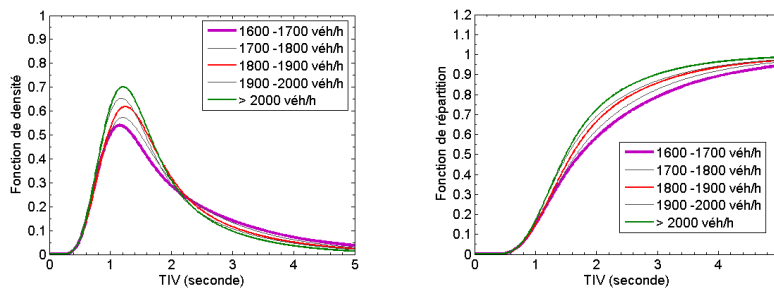 1
0.9
0.8
0.7
0.6
0.5
0.4
0.3
0.2
0.1
0
Fonction de densité
0 1 2 3 4 5
TIV (seconde)
1600 -1700 véh/h
1700 -1800 véh/h
1800 -1900 véh/h
1900 -2000 véh/h
> 2000 véh/h
1.2
1.1
1
0.9
0.8
0.7
0.6
0.5
0.4
0.3
0.2
0.1
0
Fonction de répartition
0 1 2 3 4 5
TIV (seconde)
1600 -1700 véh/h
1700 -1800 véh/h
1800 -1900 véh/h
1900 -2000 véh/h
> 2000 véh/h